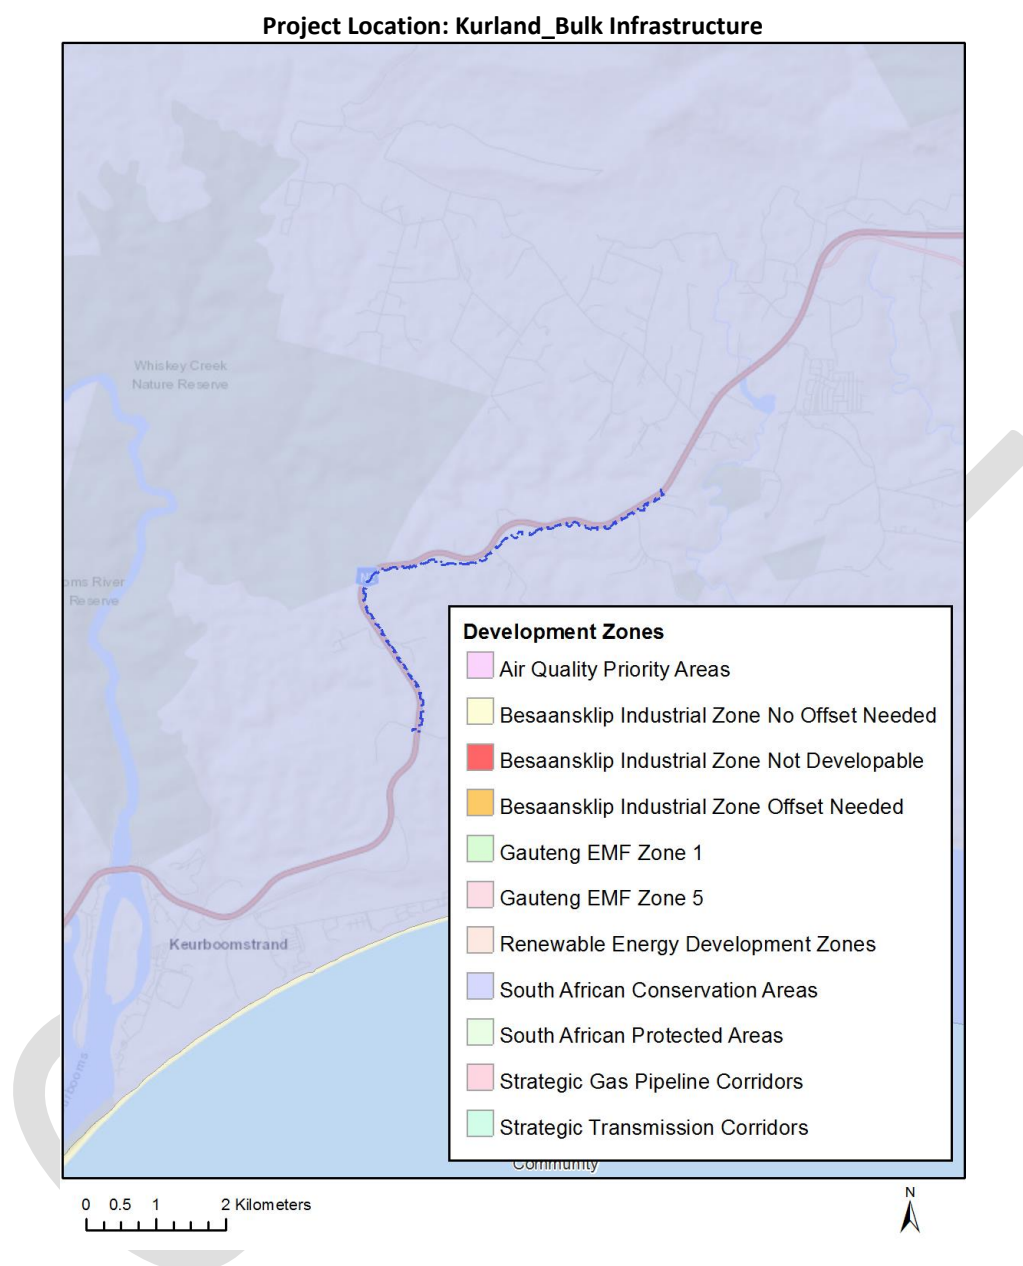 Project Location: Kurland_Bulk Infrastructure
Whiskey Creek
Nature Reserve
oms River
Reserve
Keurboomstrand
Development Zones
Air Quality Priority Areas
Besaansklip Industrial Zone No Offset Needed
Besaansklip Industrial Zone Not Developable
Besaansklip Industrial Zone Offset Needed
Gauteng EMF Zone 1
Gauteng EMF Zone 5
Renewable Energy Development Zones
South African Conservation Areas
South African Protected Areas
Strategic Gas Pipeline Corridors
Strategic Transmission Corridors
Community
0 0.5 1 2 Kilometers
N